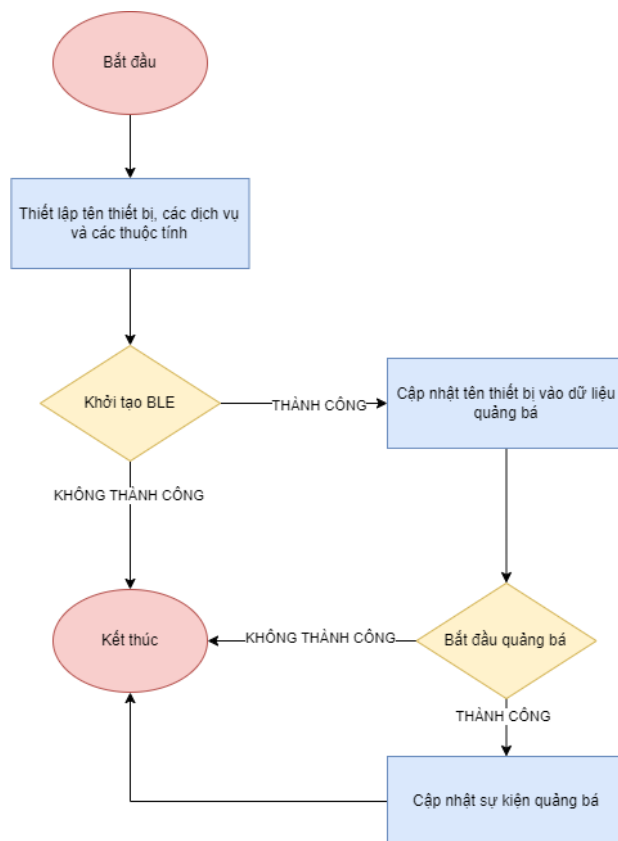 Bắt đầu
Thiết lập tên thiết bị, các dịch vụ
và các thuộc tính
Khởi tạo BLE
THÀNH CÔNG
Cập nhật tên thiết bị vào dữ liệu
quảng bá
KHÔNG THÀNH CÔNG
Kết thúc
KHÔNG THÀNH CÔNG
Bắt đầu quảng bá
THÀNH CÔNG
Cập nhật sự kiện quảng bá